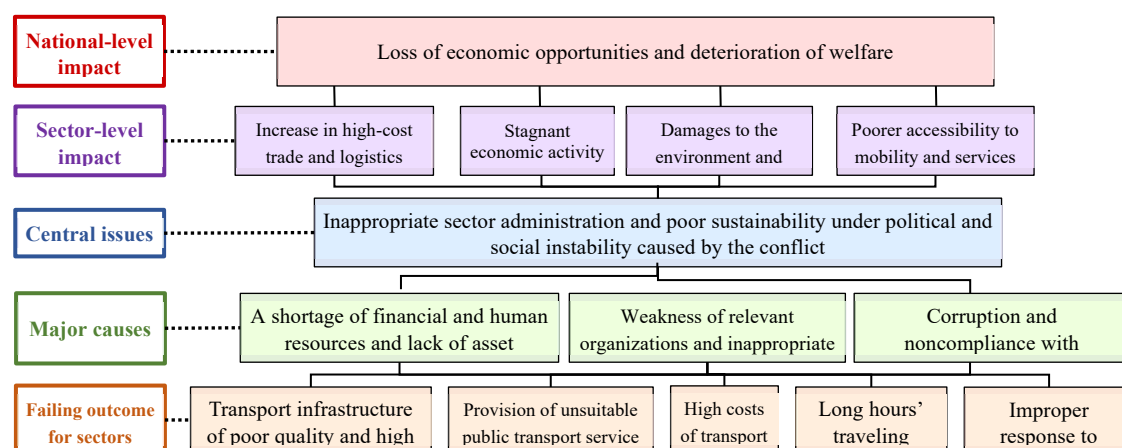 National-level
impact
Loss of economic opportunities and deterioration of welfare
Sector-level
impact
Increase in high-cost
trade and logistics
Stagnant
economic activity
Damages to the
environment and
Poorer accessibility to
mobility and services
Central issues
Inappropriate sector administration and poor sustainability under political and
social instability caused by the conflict
Major causes
A shortage of financial and human
resources and lack of asset
Weakness of relevant
organizations and inappropriate
Corruption and
noncompliance with
Failing outcome
for sectors
Transport infrastructure
of poor quality and high
Provision of unsuitable
public transport service
High costs
of transport
Long hours’
traveling
Improper
response to